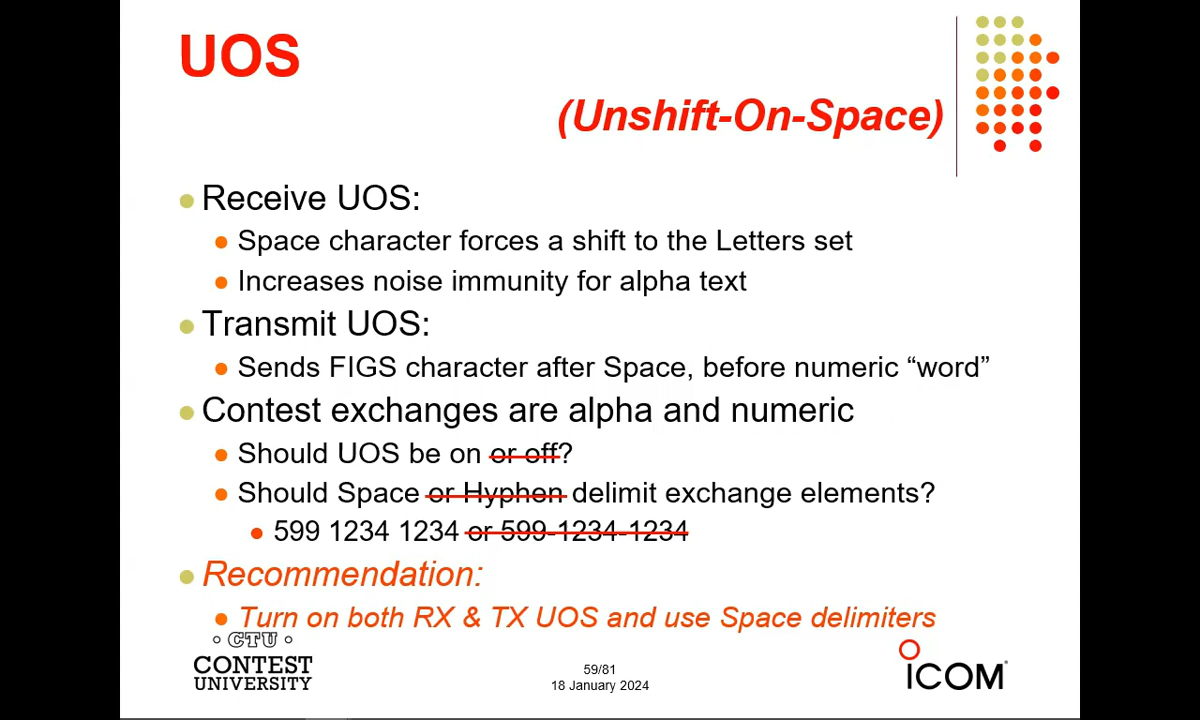 UOS
(Unshift-On-Space)
Receive UOS:
Space character forces a shift to the Letters set
Increases noise immunity for alpha text
Transmit UOS:
Sends FIGS character after Space, before numeric “word”
Contest exchanges are alpha and numeric
Should UOS be on or off?
Should Space or Hyphen delimit exchange elements?
599 1234 1234 or 599-1234-1234
Recommendation:
Turn on both RX & TX UOS and use Space delimiters
CTU
CONTEST
UNIVERSITY
59/81
18 January 2024
ICOM